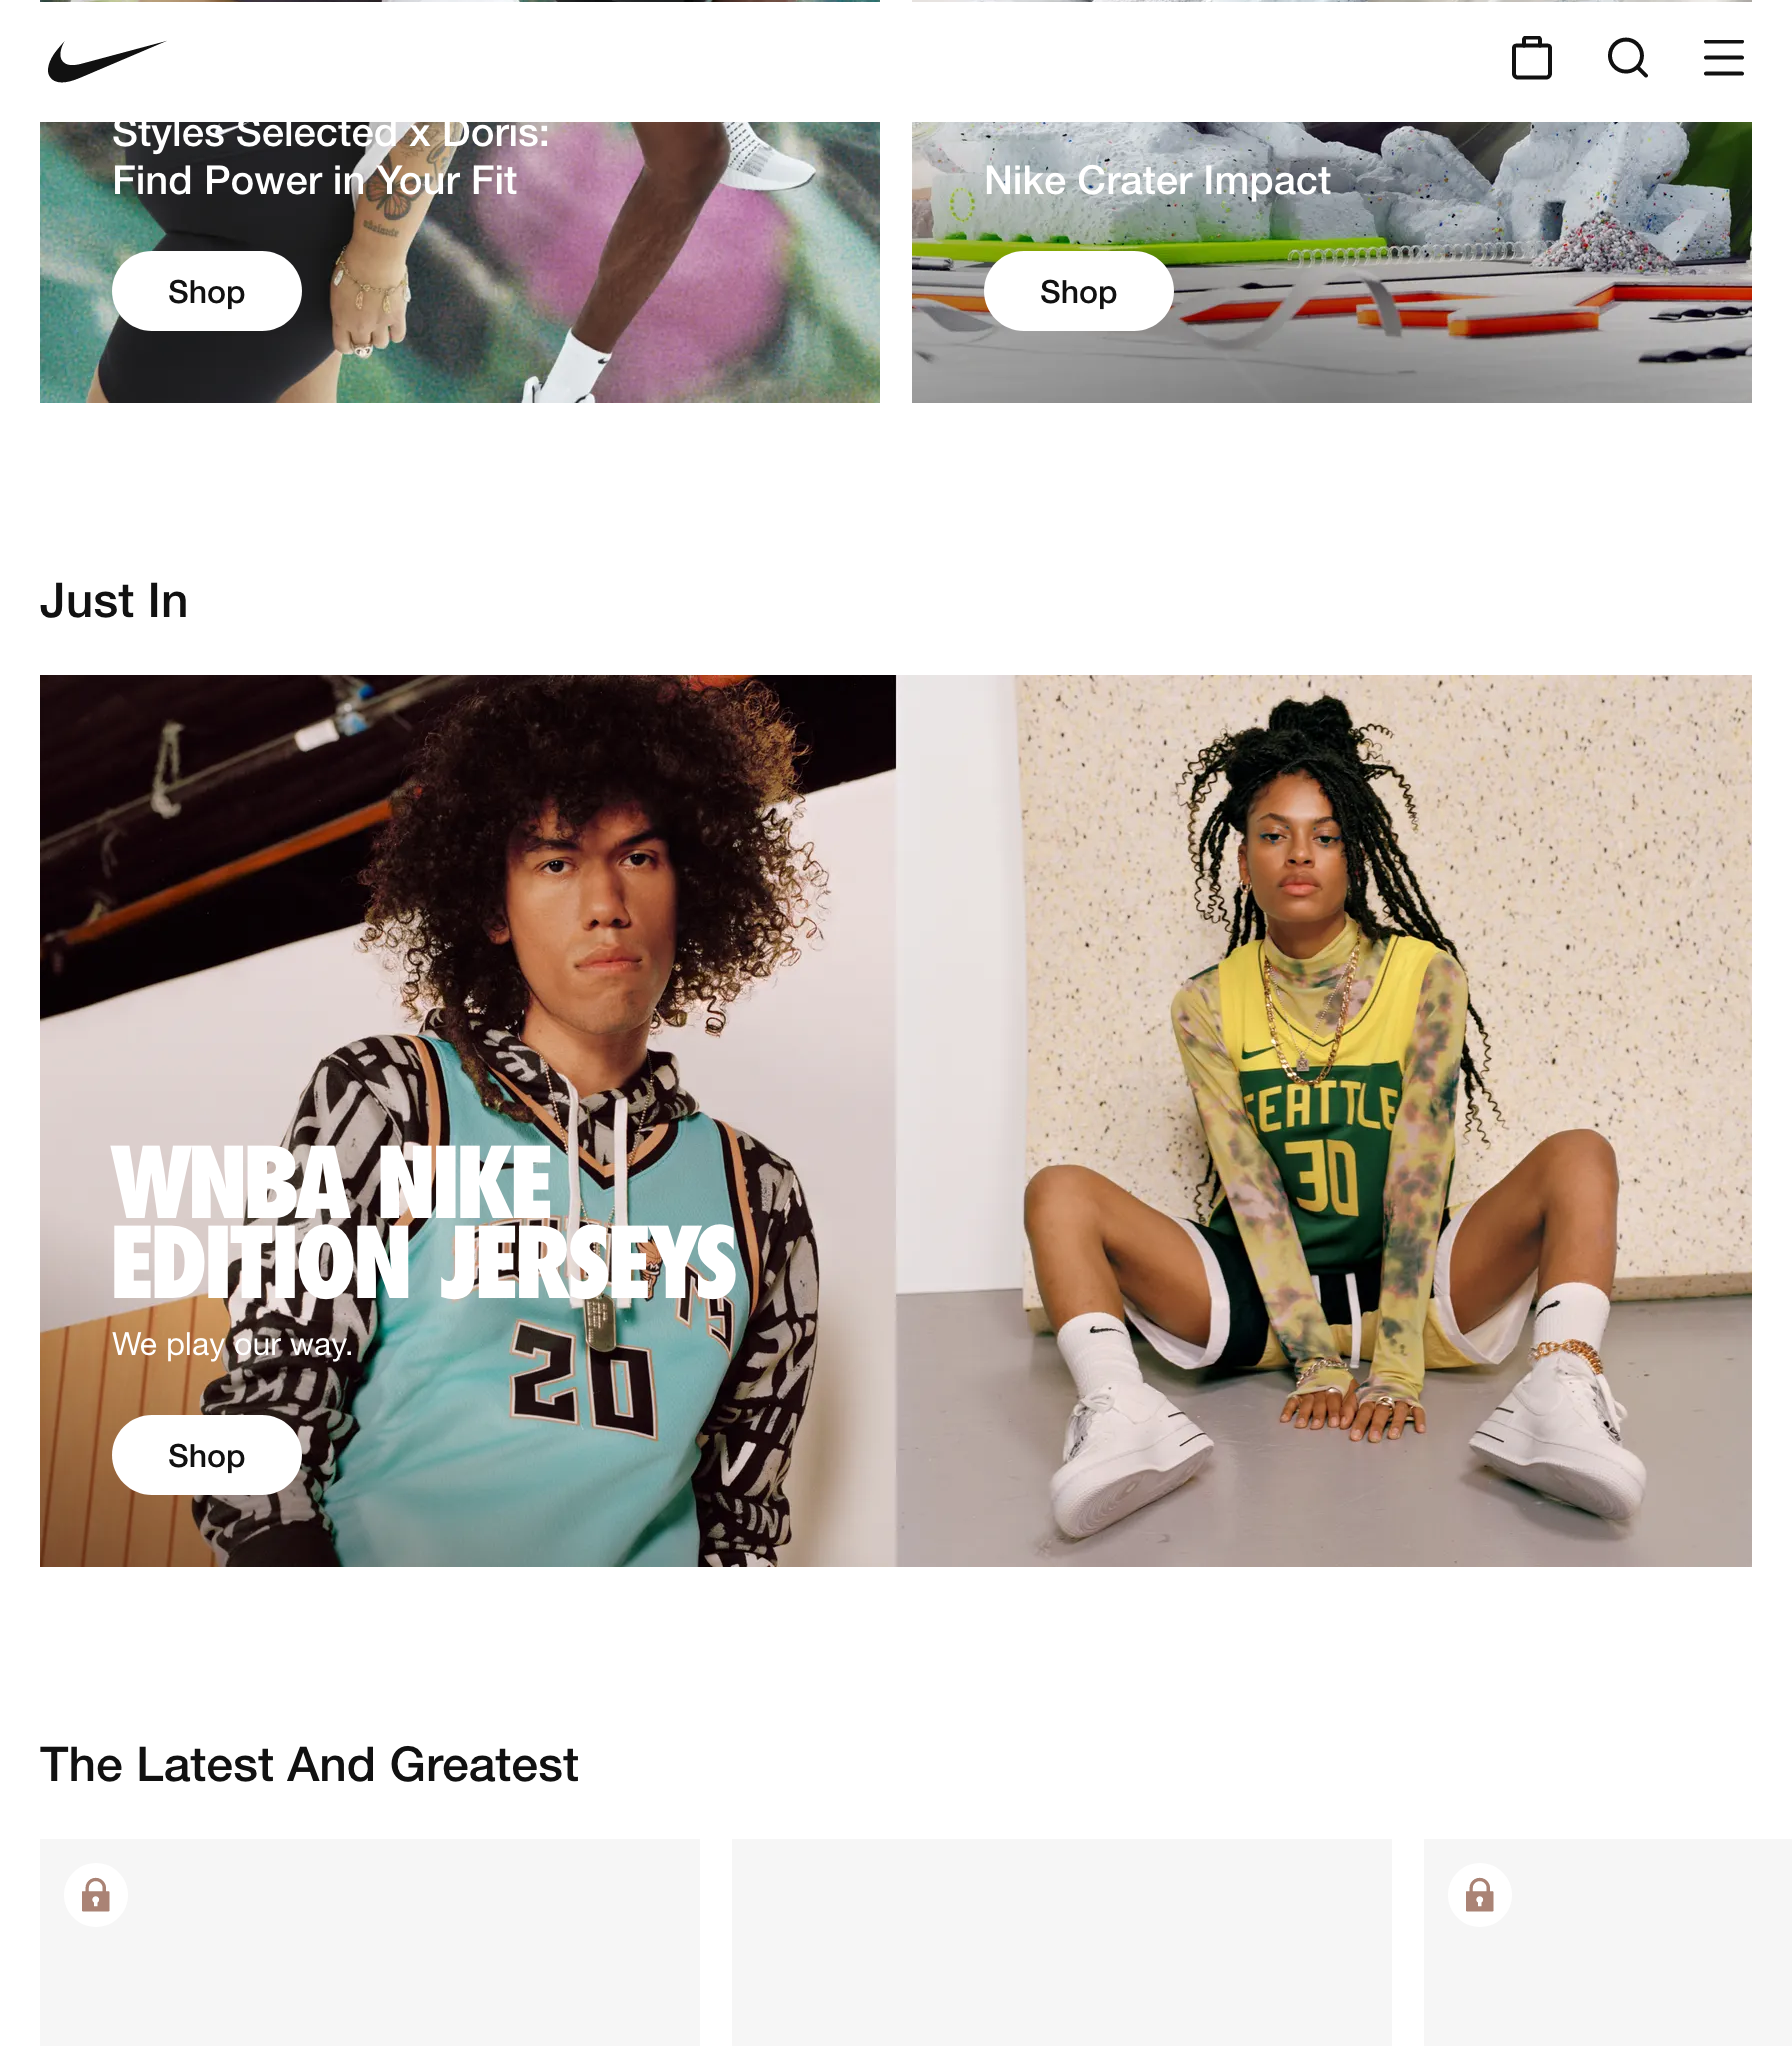 Styles Selected x Doris:
Find Power in Your Fit
Shop
Nike Crater Impact
Shop
Just In
WNBA NIKE
EDITION JERSEYS
We play our way.
Shop
20
SEATTLE
30
The Latest And Greatest